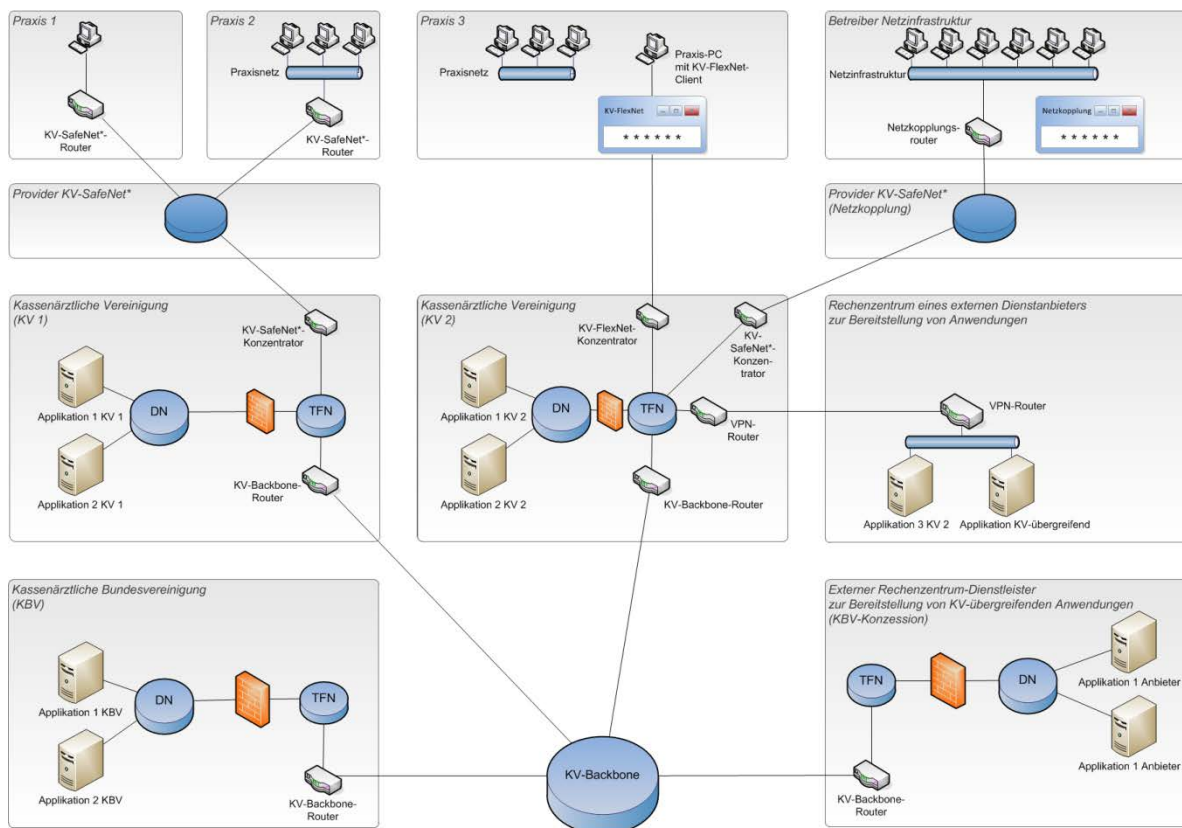 Praxis 1
KV-SafeNet*-
Router
Praxis 2
Praxisnetz
KV-SafeNet*-
Router
Praxis 3
Praxisnetz
Praxis-PC
mit KV-FlexNet-
Client
KV-FlexNet
******
Betreiber Netzinfrastruktur
Netzinfrastruktur
Netzkopplungs-
router
Netzkopplung
******
Provider KV-SafeNet*
Provider KV-SafeNet*
(Netzkopplung)
Kassenärztliche Vereinigung
(KV 1)
KV-SafeNet*-
Konzentrator
Applikation 1 KV 1
DN
TFN
Applikation 2 KV 1
KV-Backbone-
Router
Kassenärztliche Vereinigung
(KV 2)
KV-FlexNet-
Konzentrator
KV-
SafeNet*-
Konzen-
trator
Applikation 1 KV 2
DN
TFN
VPN-
Router
Applikation 2 KV 2
KV-Backbone-Router
Rechenzentrum eines externen Dienstanbieters
zur Bereitstellung von Anwendungen
VPN-Router
Applikation 3 KV 2
Applikation KV-übergreifend
Kassenärztliche Bundesvereinigung
(KBV)
Applikation 1 KBV
DN
TFN
Applikation 2 KBV
KV-Backbone-
Router
KV-Backbone
Externer Rechenzentrum-Dienstleister
zur Bereitstellung von KV-übergreifenden Anwendungen
(KBV-Konzession)
TFN
DN
Applikation 1 Anbieter
Applikation 1 Anbieter
KV-Backbone-
Router